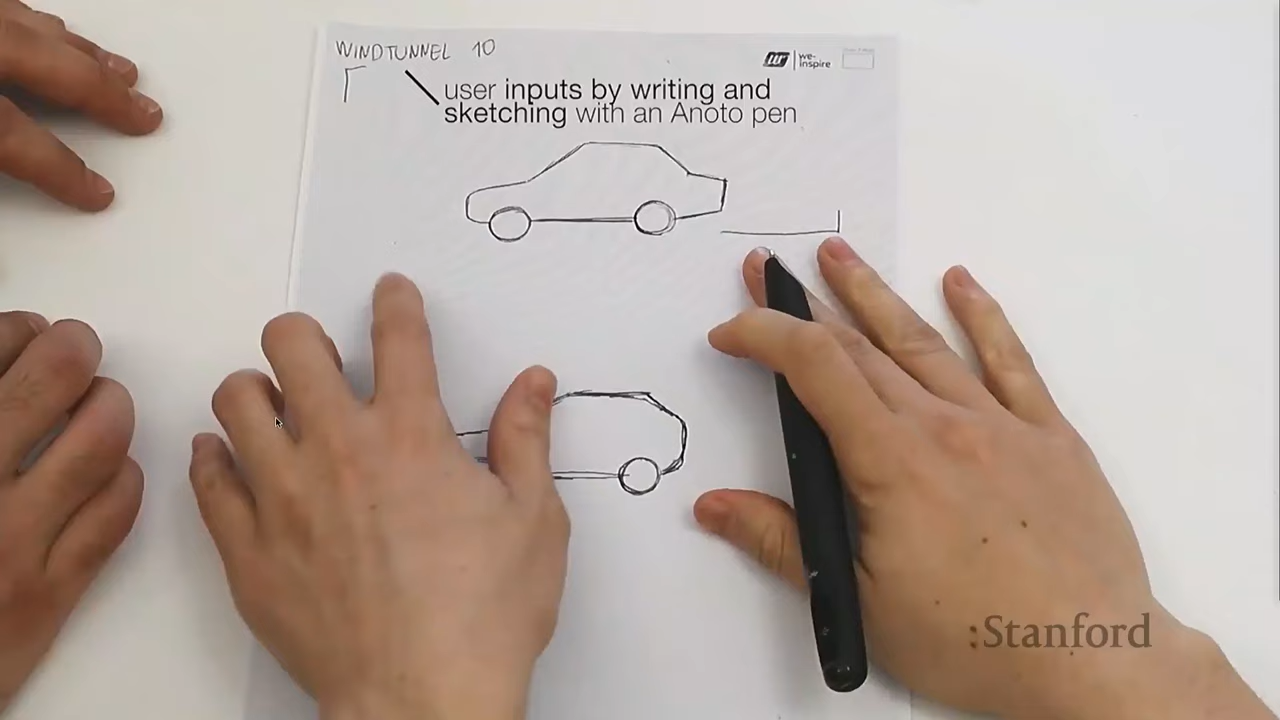 WINDTUNNEL 10
we-
inspire
user inputs by writing and
sketching with an Anoto pen
Stanford